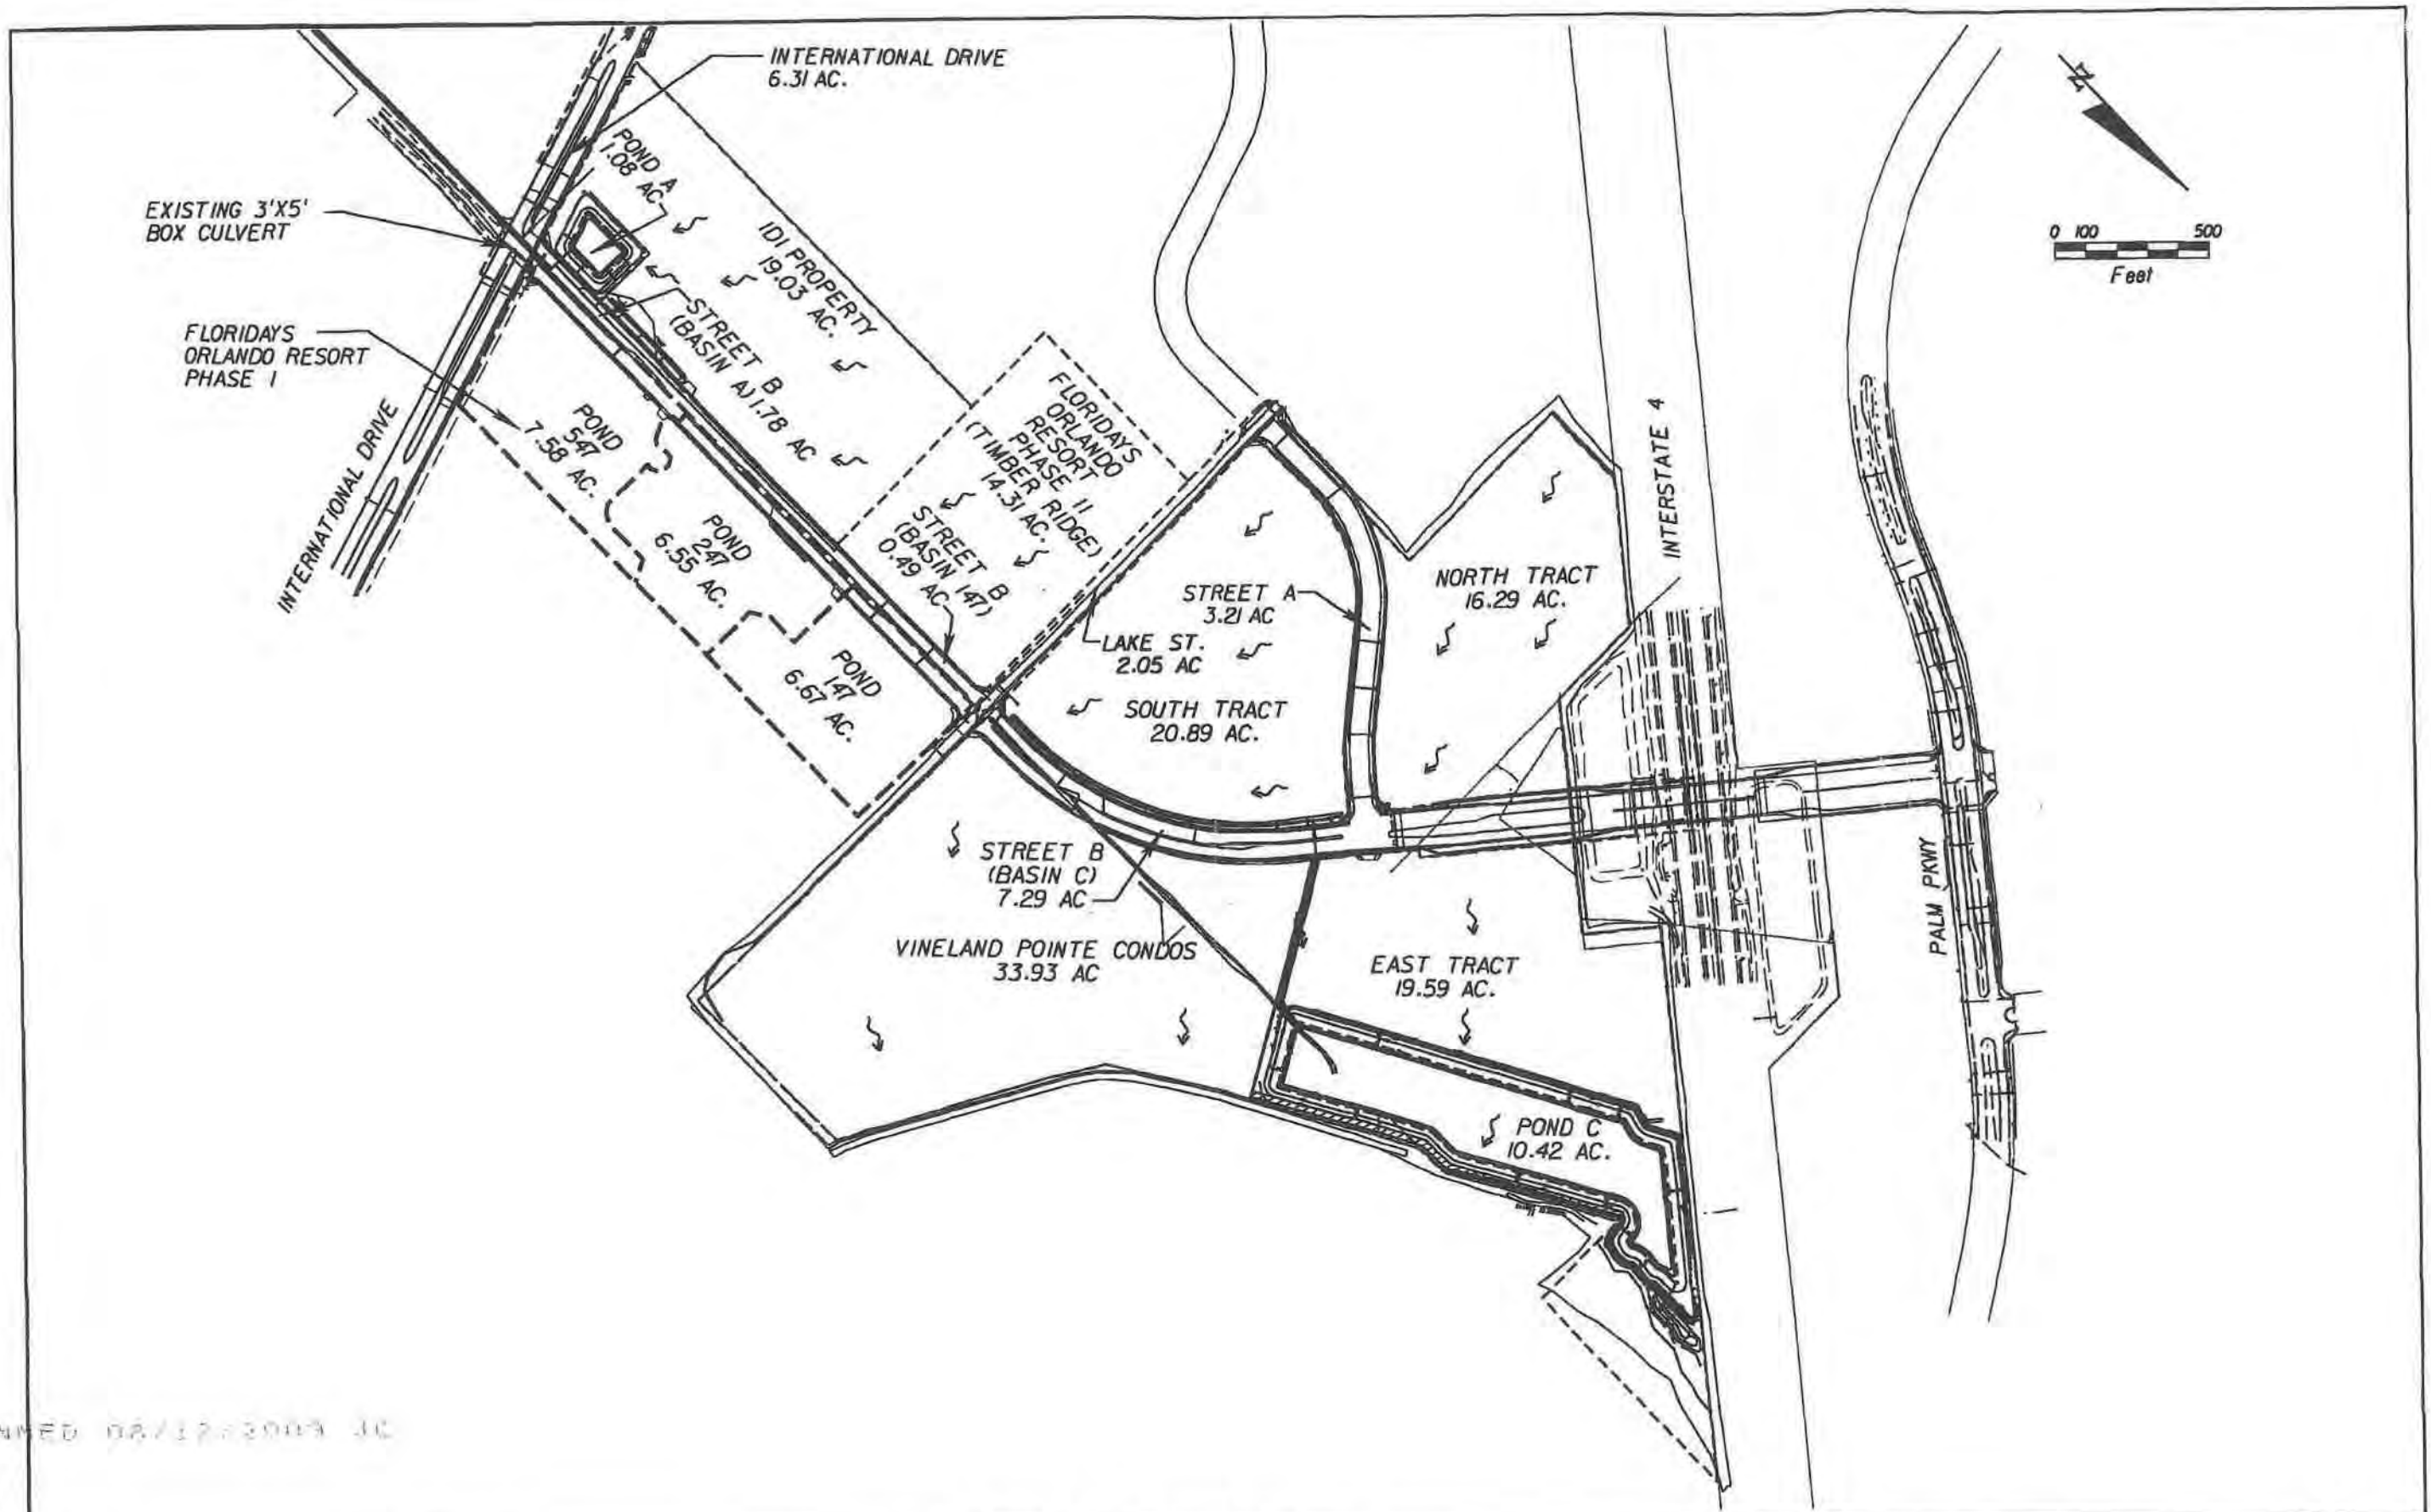 INTERNATIONAL DRIVE
6.31 AC.
N
0 100 500
Feet
POND A
1.08 AC.
EXISTING 3'X5'
BOX CULVERT
IDI PROPERTY
19.03 AC.
STREET B
(BASIN A) 1.78 AC
FLORIDAYS
ORLANDO RESORT
PHASE I
INTERNATIONAL DRIVE
POND
547
7.58 AC.
POND
247
6.55 AC.
POND
147
6.67 AC.
FLORIDAYS
ORLANDO
RESORT
PHASE II
(TIMBER RIDGE)
14.31 AC.
STREET B
(BASIN 147)
0.49 AC
INTERSTATE 4
STREET A
3.21 AC
NORTH TRACT
16.29 AC.
LAKE ST.
2.05 AC
SOUTH TRACT
20.89 AC.
STREET B
(BASIN C)
7.29 AC
VINELAND POINTE CONDOS
33.93 AC
EAST TRACT
19.59 AC.
PALM PKWY
POND C
10.42 AC.
08/12/2009 JC